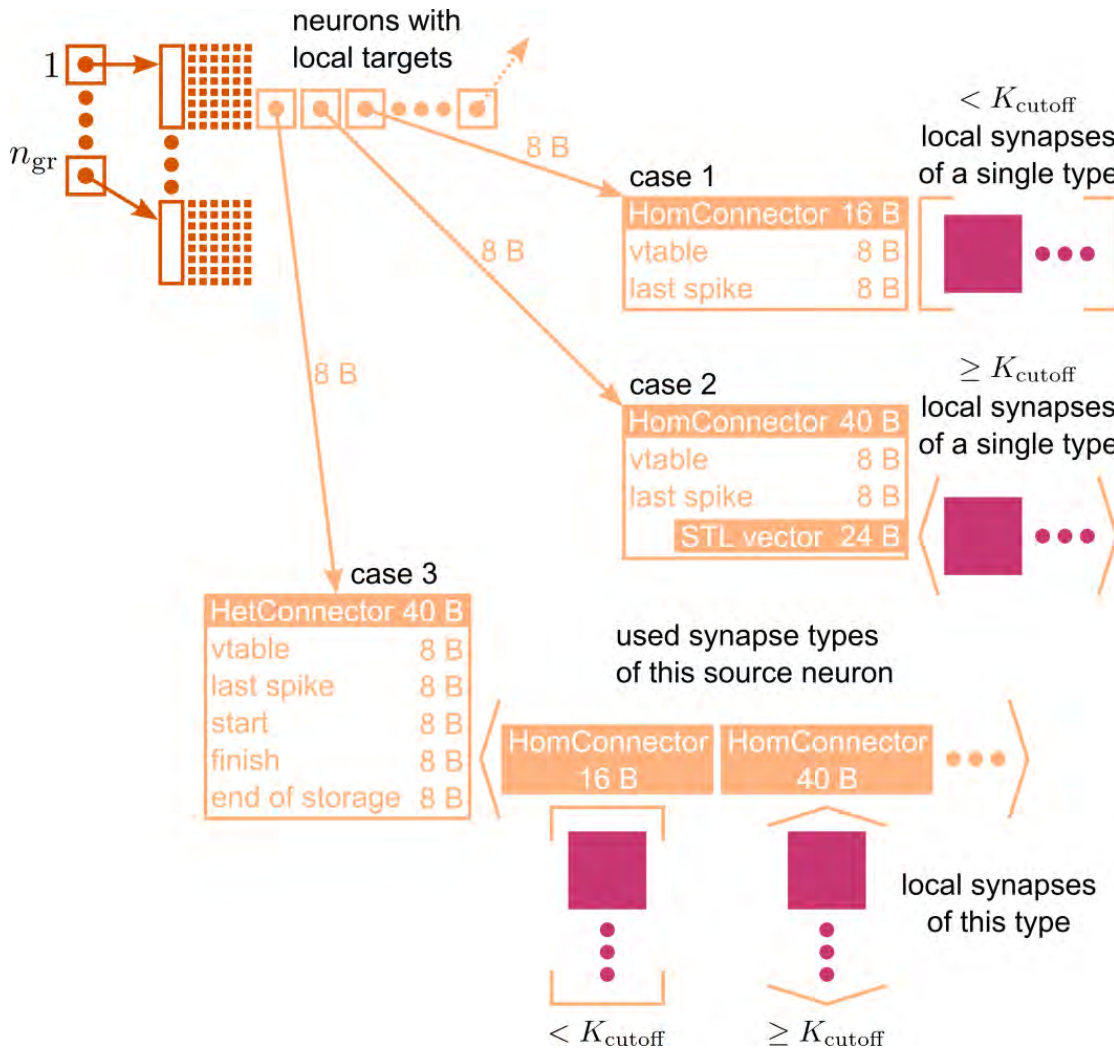 neurons with
local targets
1
n_gr
8 B
8 B
8 B
case 1
HomConnector 16 B
vtable 8 B
last spike 8 B
< K_cutoff
local synapses
of a single type
case 2
HomConnector 40 B
vtable 8 B
last spike 8 B
STL vector 24 B
≥ K_cutoff
local synapses
of a single type
case 3
HetConnector 40 B
vtable 8 B
last spike 8 B
start 8 B
finish 8 B
end of storage 8 B
used synapse types
of this source neuron
HomConnector
16 B
HomConnector
40 B
local synapses
of this type
< K_cutoff
≥ K_cutoff